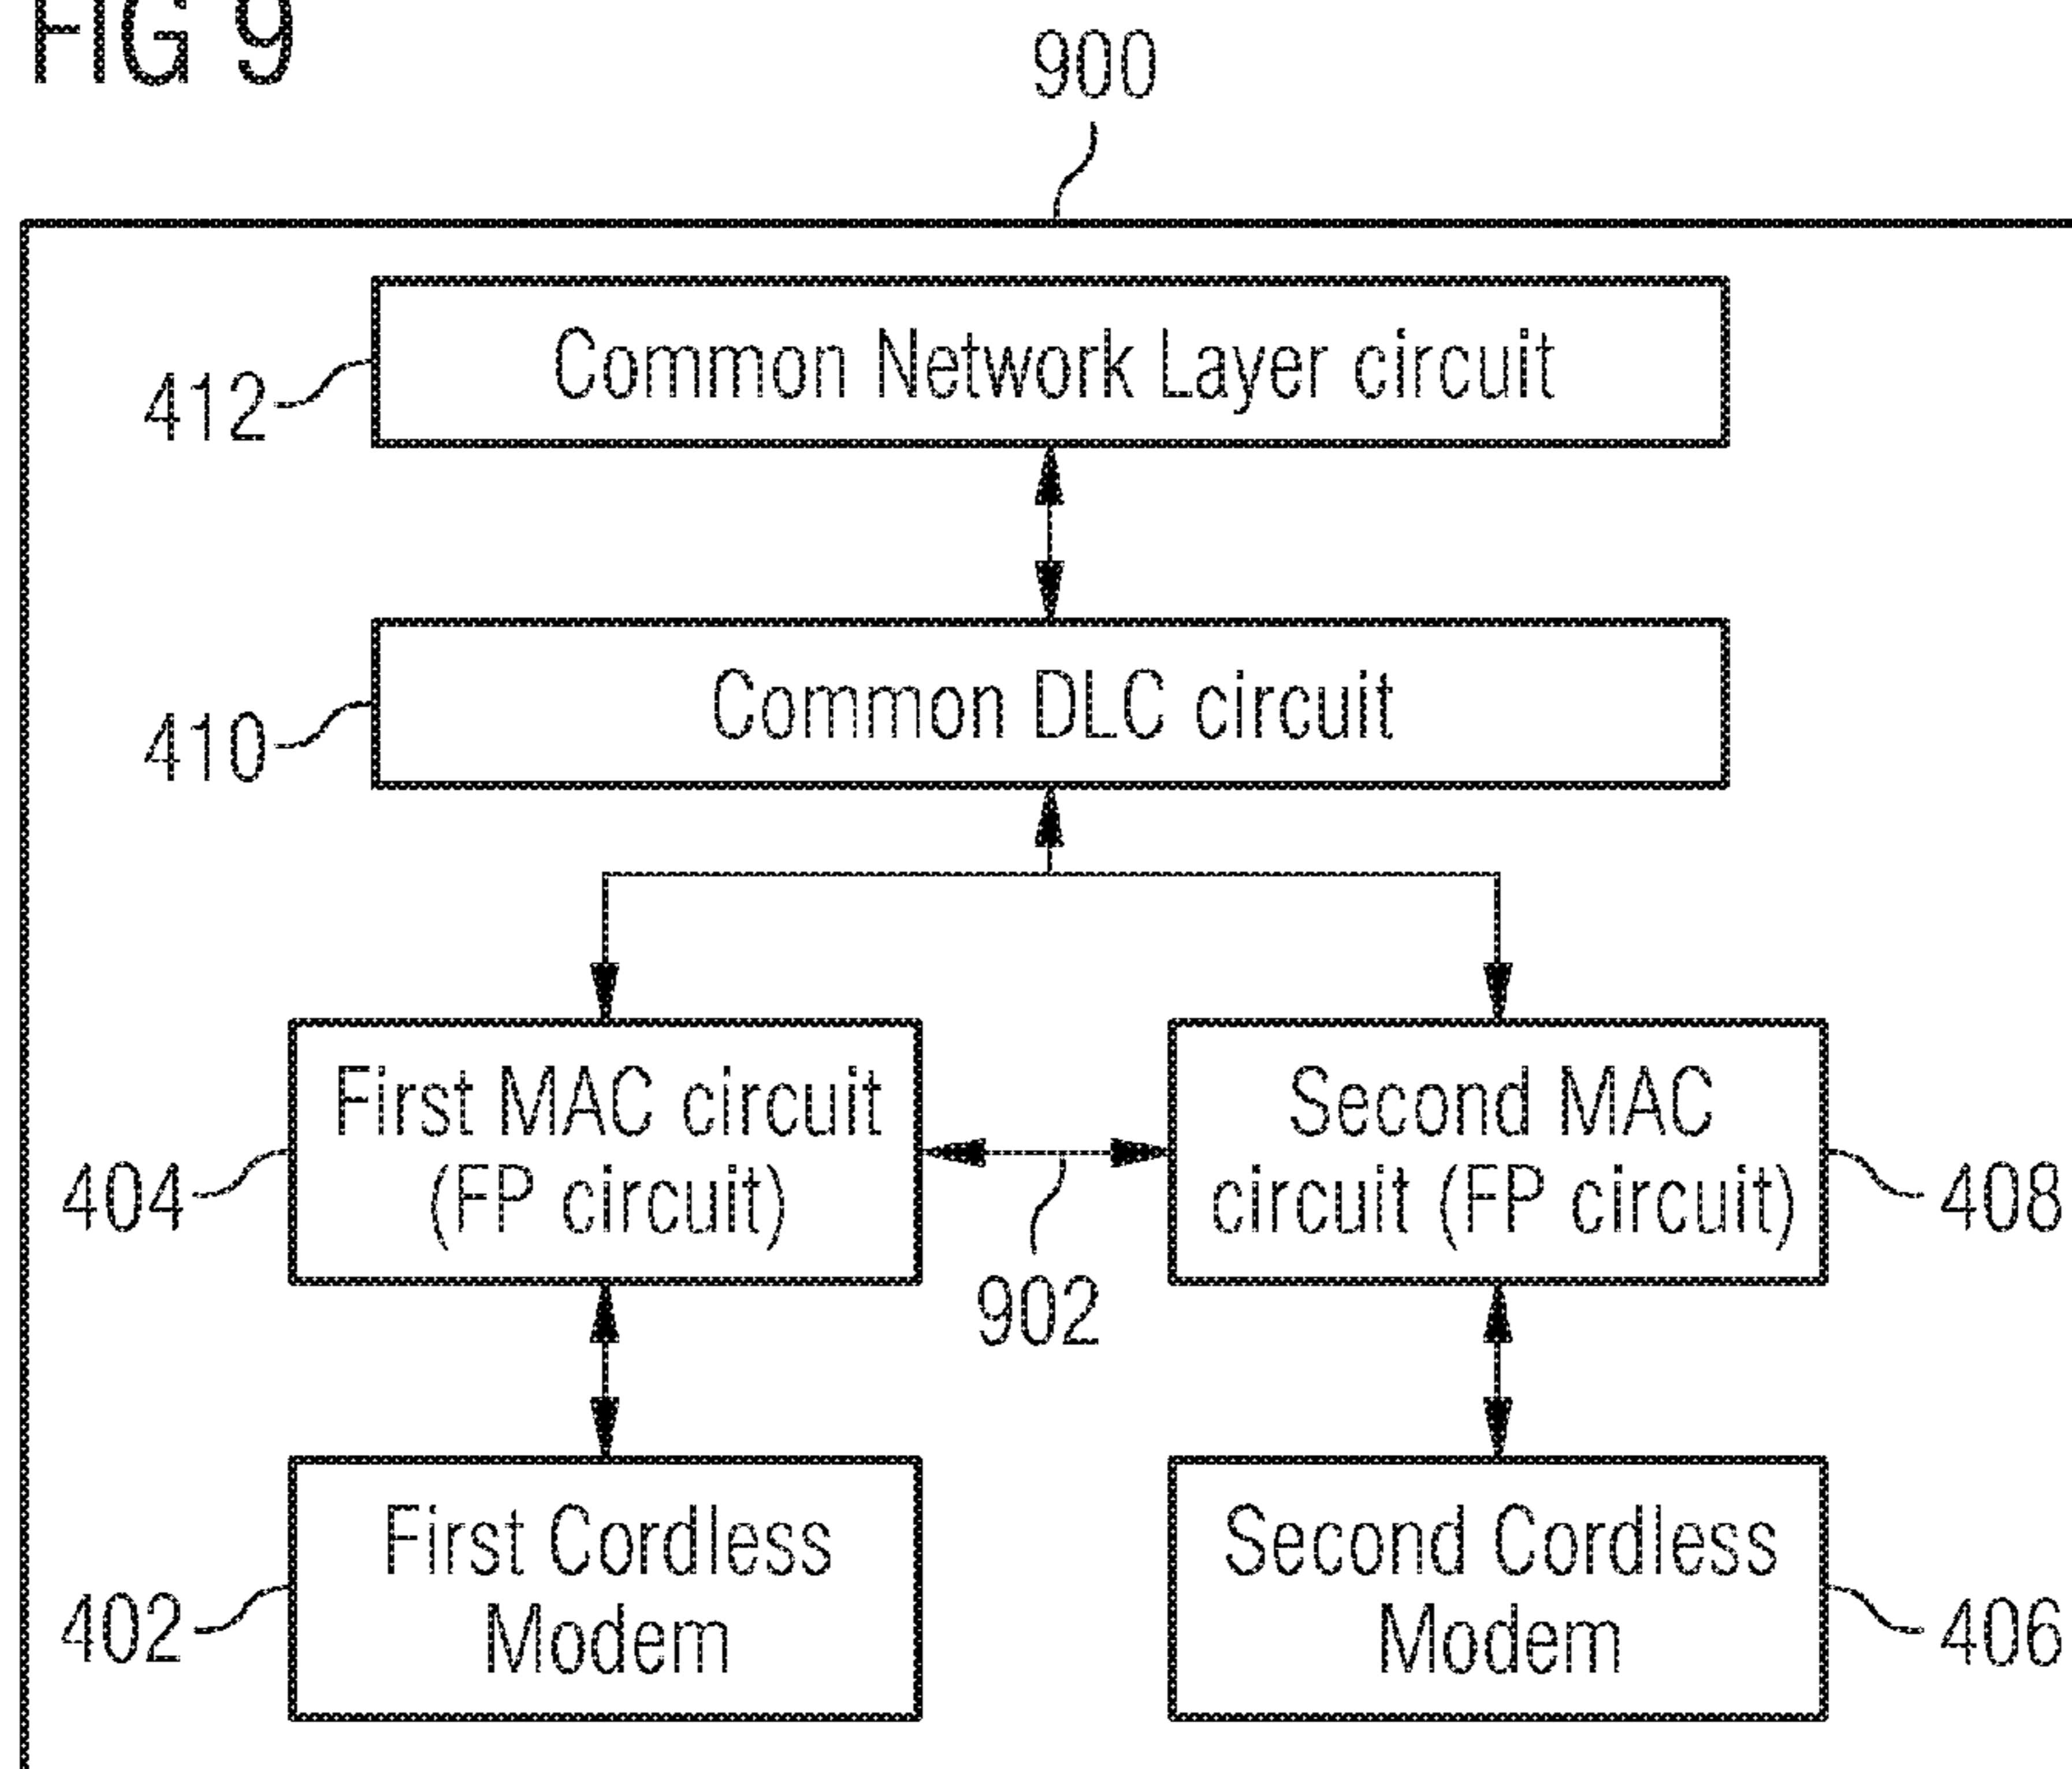 FIG 9
900
Common Network Layer circuit
412
Common DLC circuit
410
First MAC circuit
(FP circuit)
404
Second MAC
circuit (FP circuit)
408
902
First Cordless
Modem
402
Second Cordless
Modem
406